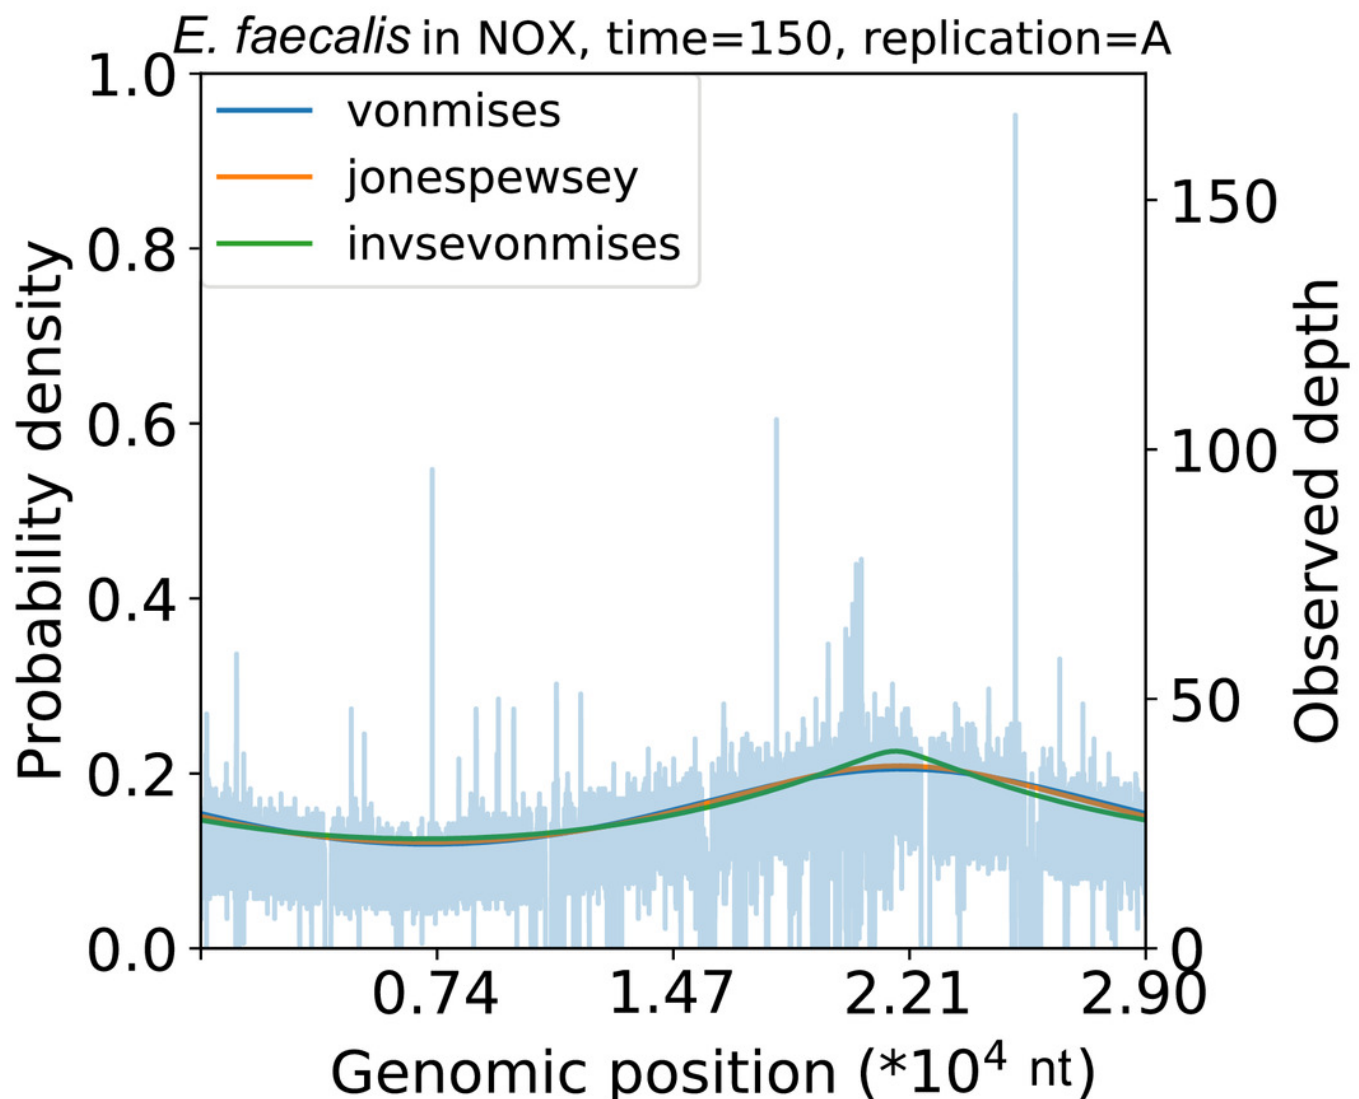 E. faecalis in NOX, time=150, replication=A
vonmises
jonespewsey
invsevonmises
Probability density
1.0
0.8
0.6
0.4
0.2
0.0
150
100
50
0
Observed depth
0.74 1.47 2.21 2.90
Genomic position (*10⁴ nt)